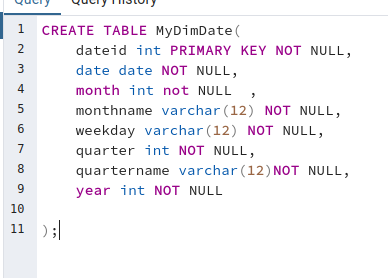 Query Query History
1 CREATE TABLE MyDimDate(
2 dateid int PRIMARY KEY NOT NULL,
3 date date NOT NULL,
4 month int not NULL  ,
5 monthname varchar(12) NOT NULL,
6 weekday varchar(12) NOT NULL,
7 quarter int NOT NULL,
8 quartername varchar(12)NOT NULL,
9 year int NOT NULL
10
11 );